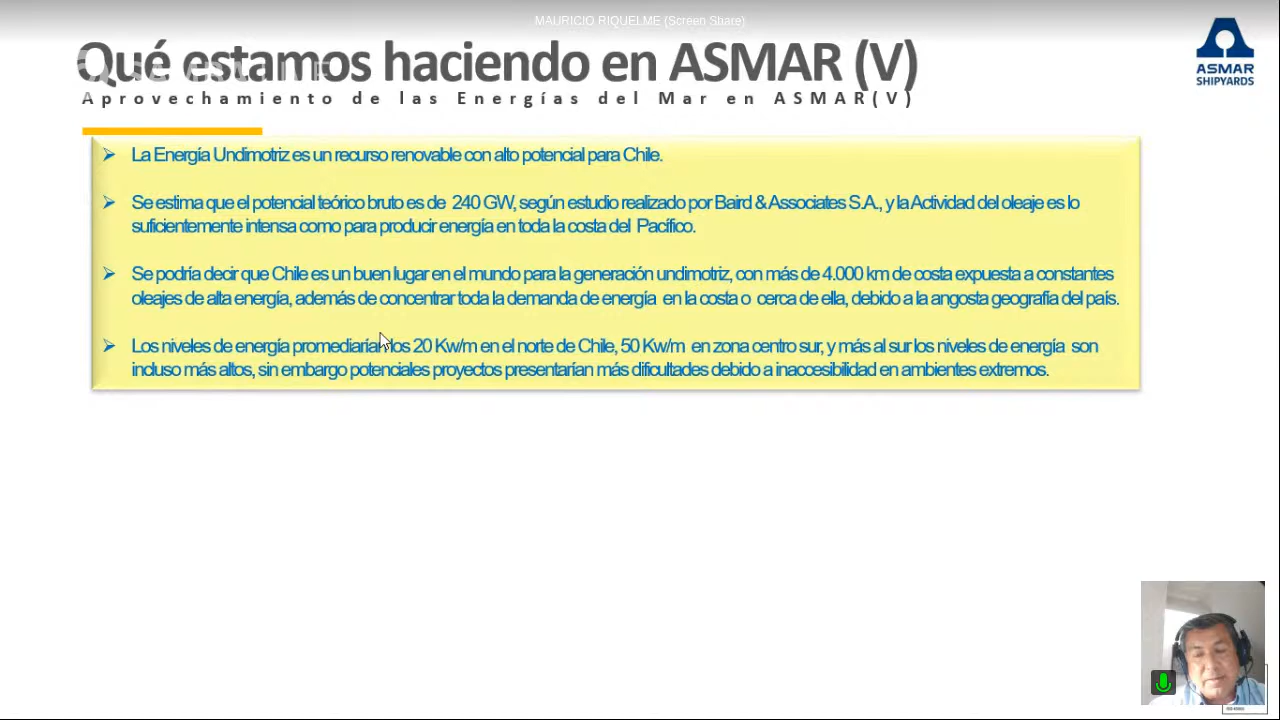 MAURICIO RIQUELME (Screen Share)
Qué estamos haciendo en ASMAR (V)
Aprovechamiento de las Energías del Mar en ASMAR(V)
ASMAR
SHIPYARDS
➢ La Energía Undimotriz es un recurso renovable con alto potencial para Chile.
➢ Se estima que el potencial teórico bruto es de 240 GW, según estudio realizado por Baird & Associates S.A., y la Actividad del oleaje es lo
suficientemente intensa como para producir energía en toda la costa del Pacífico.
➢ Se podría decir que Chile es un buen lugar en el mundo para la generación undimotriz, con más de 4.000 km de costa expuesta a constantes
oleajes de alta energía, además de concentrar toda la demanda de energía en la costa o cerca de ella, debido a la angosta geografía del país.
➢ Los niveles de energía promediarían los 20 Kw/m en el norte de Chile, 50 Kw/m en zona centro sur, y más al sur los niveles de energía son
incluso más altos, sin embargo potenciales proyectos presentarían más dificultades debido a inaccesibilidad en ambientes extremos.